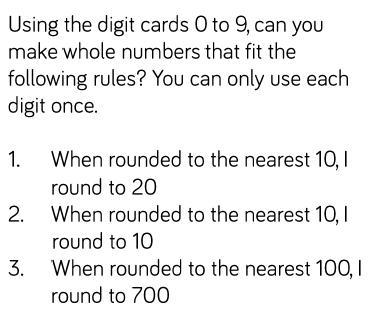 Using the digit cards 0 to 9, can you
make whole numbers that fit the
following rules? You can only use each
digit once.
1. When rounded to the nearest 10, I
round to 20
2. When rounded to the nearest 10, I
round to 10
3. When rounded to the nearest 100, I
round to 700